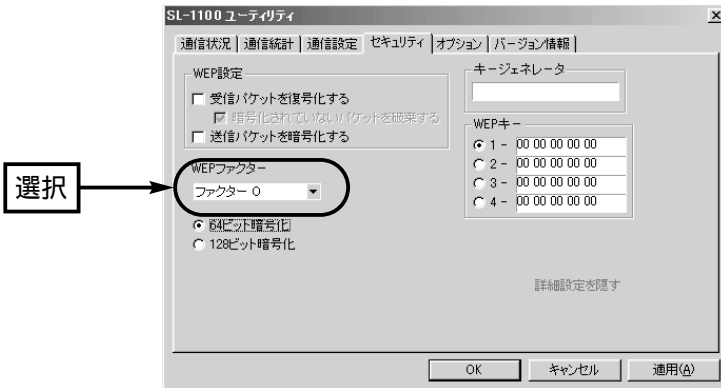 SL-1100 ユーティリティ
通信状況 通信統計 通信設定 セキュリティ オプション バージョン情報
WEP設定
受信パケットを復号化する
暗号化されていないパケットを破棄する
送信パケットを暗号化する
キージェネレータ
WEPキー
1 - 00 00 00 00 00
2 - 00 00 00 00 00
3 - 00 00 00 00 00
4 - 00 00 00 00 00
選択
WEPファクター
ファクター 0
64ビット暗号化
128ビット暗号化
詳細設定を隠す
OK キャンセル 適用(A)